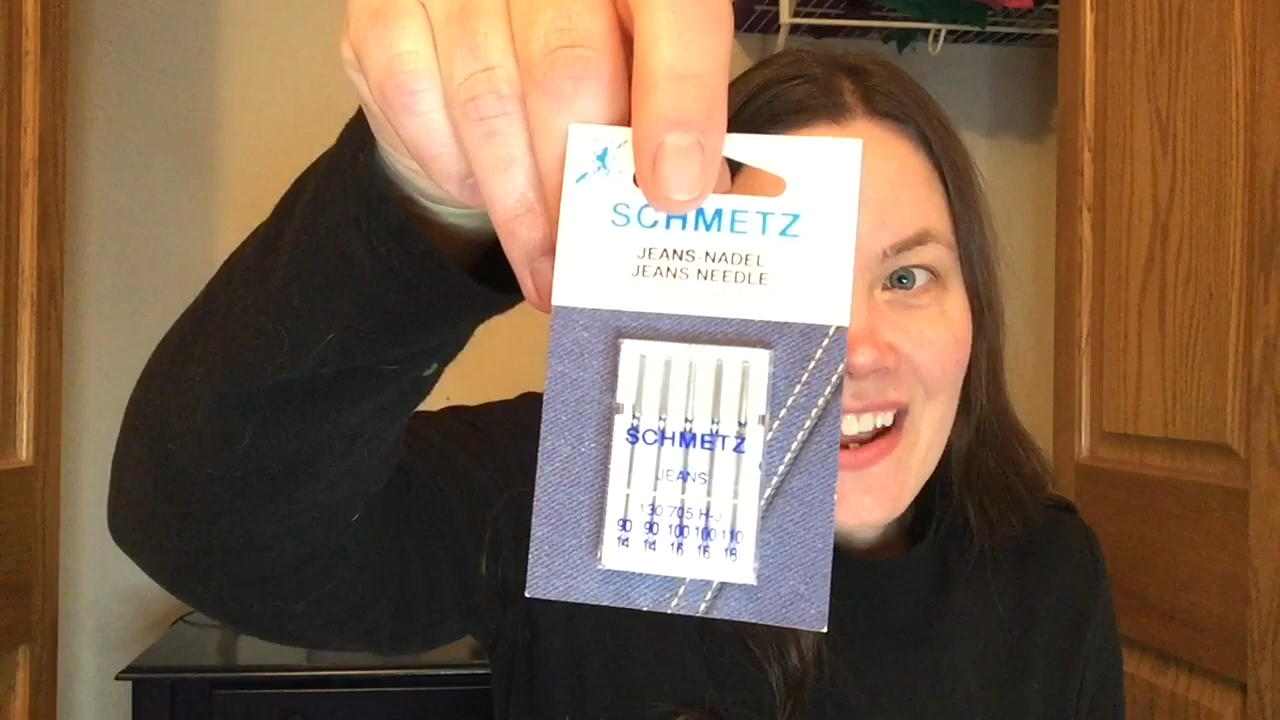 SCHMETZ
JEANS-NADEL
JEANS NEEDLE
SCHMETZ
JEANS
130/705 H-J
90 90 100 100 110
14 14 16 16 18